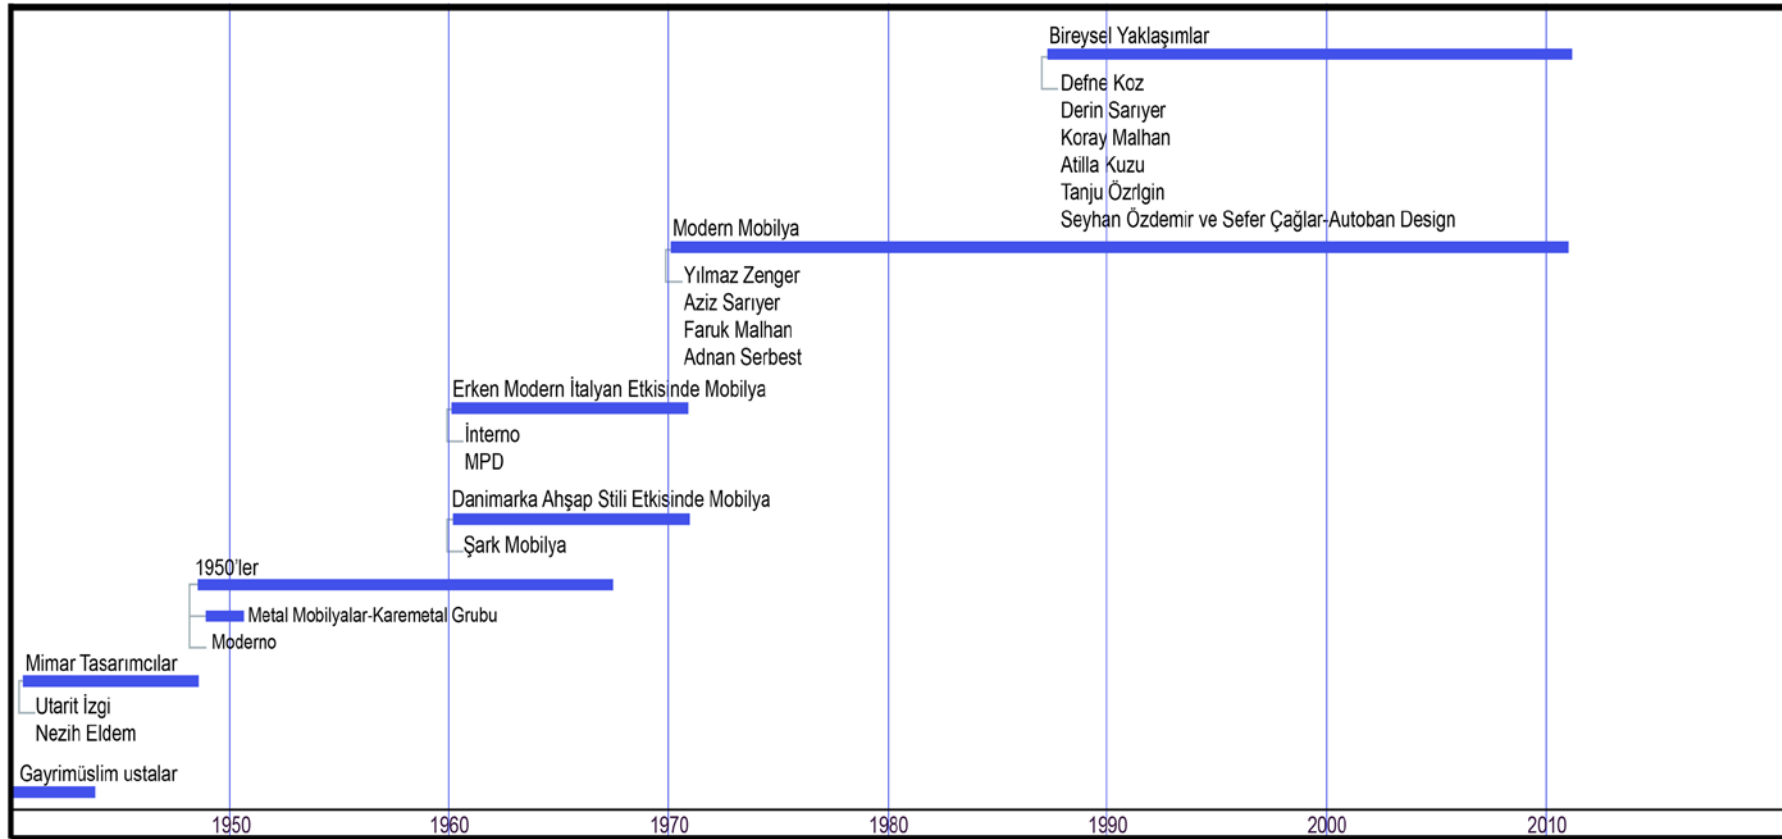 Bireysel Yaklaşımlar
Defne Koz
Derin Sarıyer
Koray Malhan
Atilla Kuzu
Tanju Özrlgin
Seyhan Özdemir ve Sefer Çağlar-Autoban Design
Modern Mobilya
Yılmaz Zenger
Aziz Sarıyer
Faruk Malhan
Adnan Serbest
Erken Modern İtalyan Etkisinde Mobilya
İnterno
MPD
Danimarka Ahşap Stili Etkisinde Mobilya
Şark Mobilya
1950'ler
Metal Mobilyalar-Karemetal Grubu
Moderno
Mimar Tasarımcılar
Utarit İzgi
Nezih Eldem
Gayrimüslim ustalar
1950 1960 1970 1980 1990 2000 2010